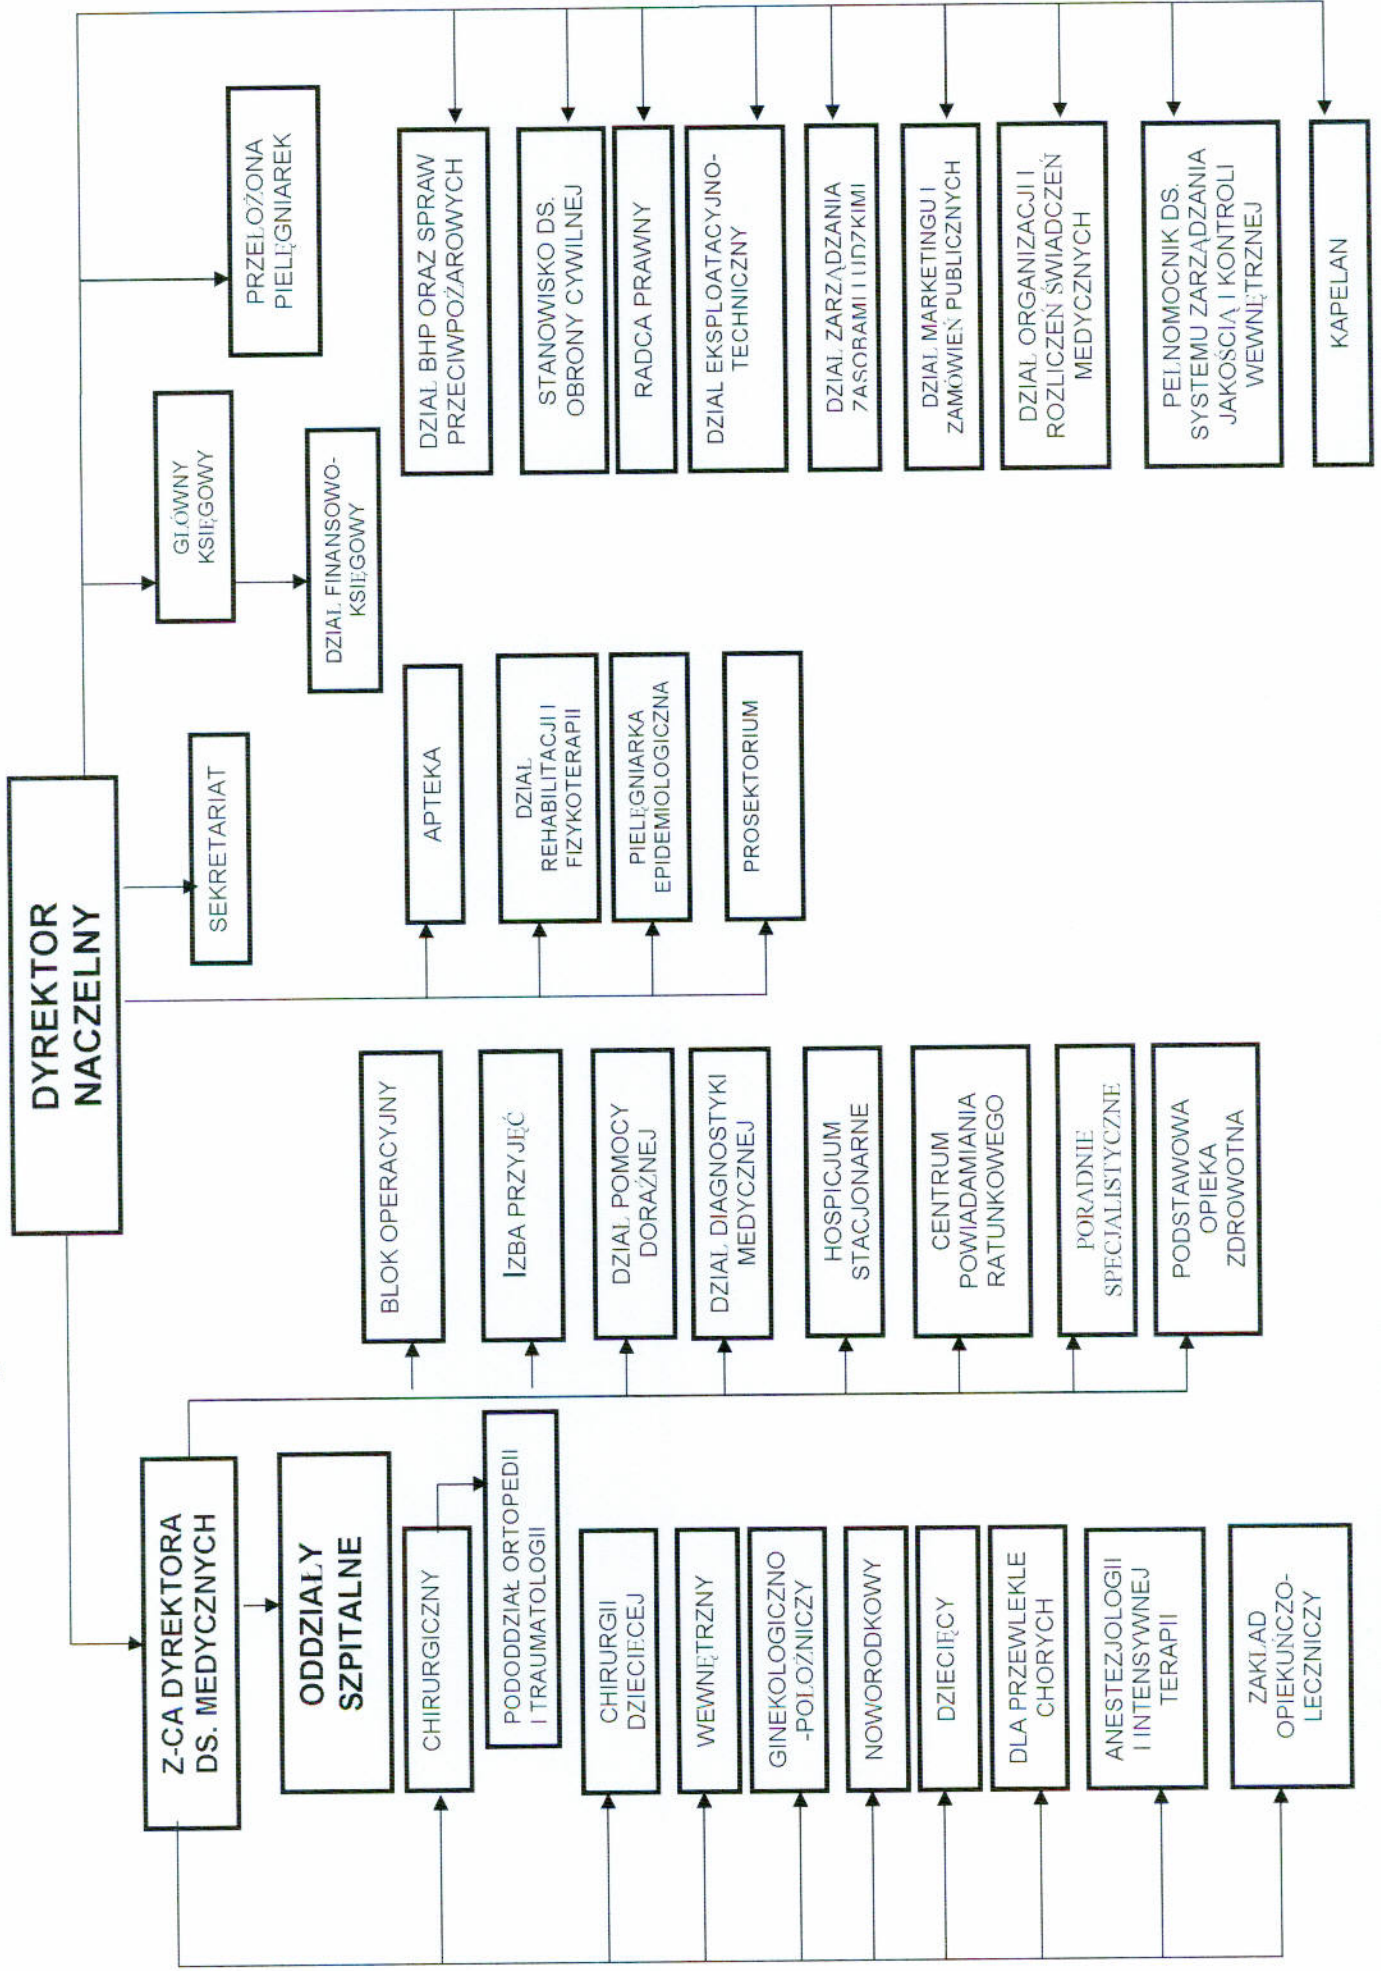 DYREKTOR
NACZELNY
Z-CA DYREKTORA
DS. MEDYCZNYCH
SEKRETARIAT
GŁÓWNY
KSIĘGOWY
PRZEŁOŻONA
PIELĘGNIAREK
ODDZIAŁY
SZPITALNE
DZIAŁ FINANSOWO-
KSIĘGOWY
CHIRURGICZNY
PODODDZIAŁ ORTOPEDII
I TRAUMATOLOGII
CHIRURGII
DZIECIĘCEJ
WEWNĘTRZNY
GINEKOLOGICZNO
-POŁOŻNICZY
NOWORODKOWY
DZIECIĘCY
DLA PRZEWLEKLE
CHORYCH
ANESTEZJOLOGII
I INTENSYWNEJ
TERAPII
ZAKŁAD
OPIEKUŃCZO-
LECZNICZY
BLOK OPERACYJNY
IZBA PRZYJĘĆ
DZIAŁ POMOCY
DORAŹNEJ
DZIAŁ DIAGNOSTYKI
MEDYCZNEJ
HOSPICJUM
STACJONARNE
CENTRUM
POWIADAMIANIA
RATUNKOWEGO
PORADNIE
SPECJALISTYCZNE
PODSTAWOWA
OPIEKA
ZDROWOTNA
APTEKA
DZIAŁ
REHABILITACJI I
FIZYKOTERAPII
PIELĘGNIARKA
EPIDEMIOLOGICZNA
PROSEKTORIUM
DZIAŁ BHP ORAZ SPRAW
PRZECIWPOŻAROWYCH
STANOWISKO DS.
OBRONY CYWILNEJ
RADCA PRAWNY
DZIAŁ EKSPLOATACYJNO-
TECHNICZNY
DZIAŁ ZARZĄDZANIA
ZASOBAMI LUDZKIMI
DZIAŁ MARKETINGU I
ZAMÓWIEŃ PUBLICZNYCH
DZIAŁ ORGANIZACJI I
ROZLICZEŃ ŚWIADCZEŃ
MEDYCZNYCH
PEŁNOMOCNIK DS.
SYSTEMU ZARZĄDZANIA
JAKOŚCIĄ I KONTROLI
WEWNĘTRZNEJ
KAPELAN